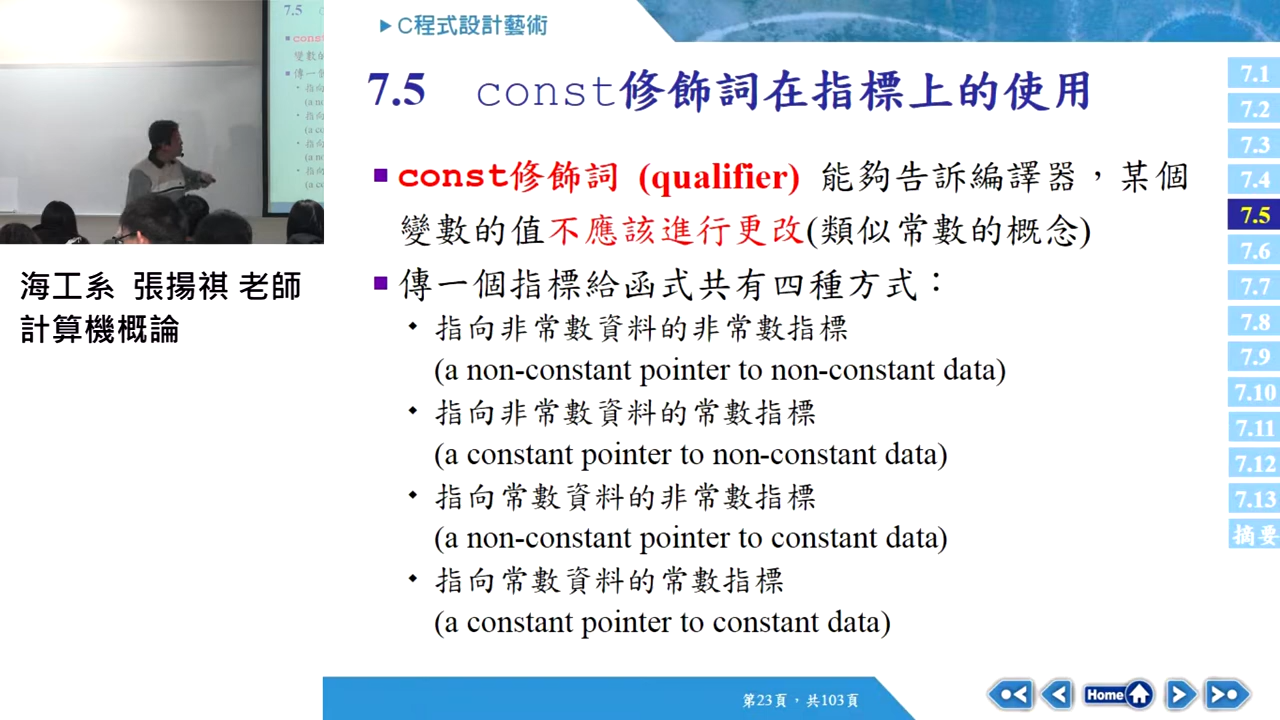 C程式設計藝術
7.5 const修飾詞在指標上的使用
const修飾詞 (qualifier) 能夠告訴編譯器，某個
變數的值不應該進行更改(類似常數的概念)
傳一個指標給函式共有四種方式：
指向非常數資料的非常數指標
(a non-constant pointer to non-constant data)
指向非常數資料的常數指標
(a constant pointer to non-constant data)
指向常數資料的非常數指標
(a non-constant pointer to constant data)
指向常數資料的常數指標
(a constant pointer to constant data)
海工系 張揚祺 老師
計算機概論
7.1
7.2
7.3
7.4
7.5
7.6
7.7
7.8
7.9
7.10
7.11
7.12
7.13
摘要
第23頁，共103頁
Home
7.5
const